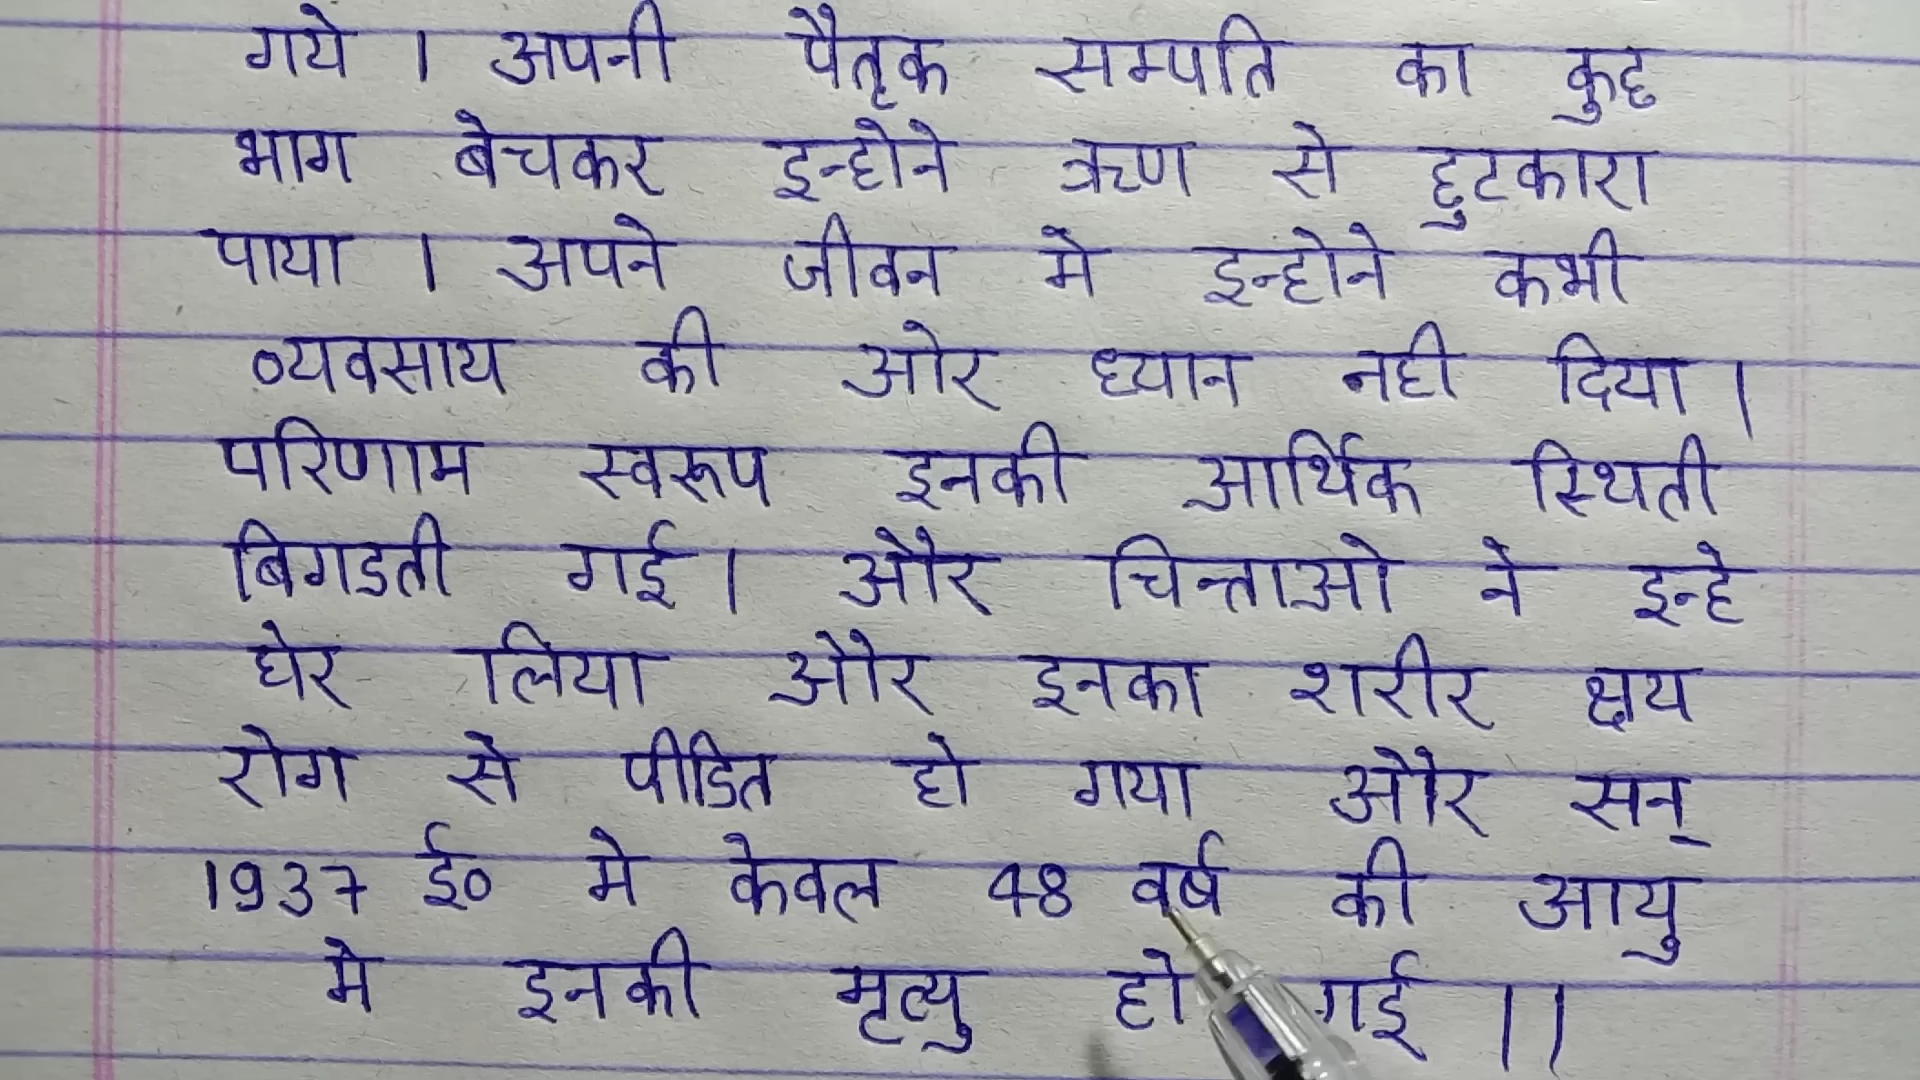 गये । अपनी पैतृक सम्पति का कुछ
भाग बेचकर इन्होने ऋण से छुटकारा
पाया । अपने जीवन मे इन्होने कभी
व्यवसाय की ओर ध्यान नही दिया ।
परिणाम स्वरूप इनकी आर्थिक स्थिती
बिगडती गई । और चिन्ताओ ने इन्हे
घेर लिया और इनका शरीर क्षय
रोग से पीडित हो गया और सन्
1937 ई० मे केवल 48 वर्ष की आयु
मे इनकी मृत्यु हो गई ।।